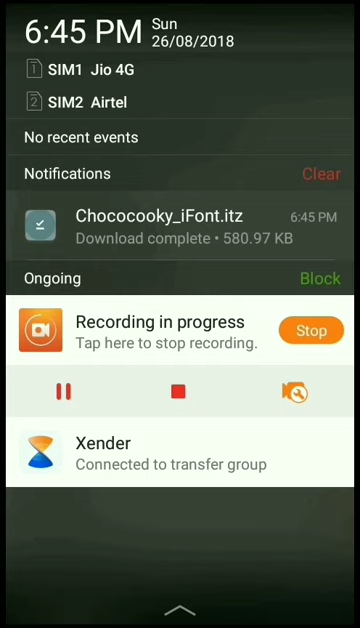 6:45 PM Sun
26/08/2018
1 SIM1 Jio 4G
2 SIM2 Airtel
No recent events
Notifications Clear
Chococooky_iFont.itz 6:45 PM
Download complete • 580.97 KB
Ongoing Block
Recording in progress
Tap here to stop recording.
Stop
Xender
Connected to transfer group